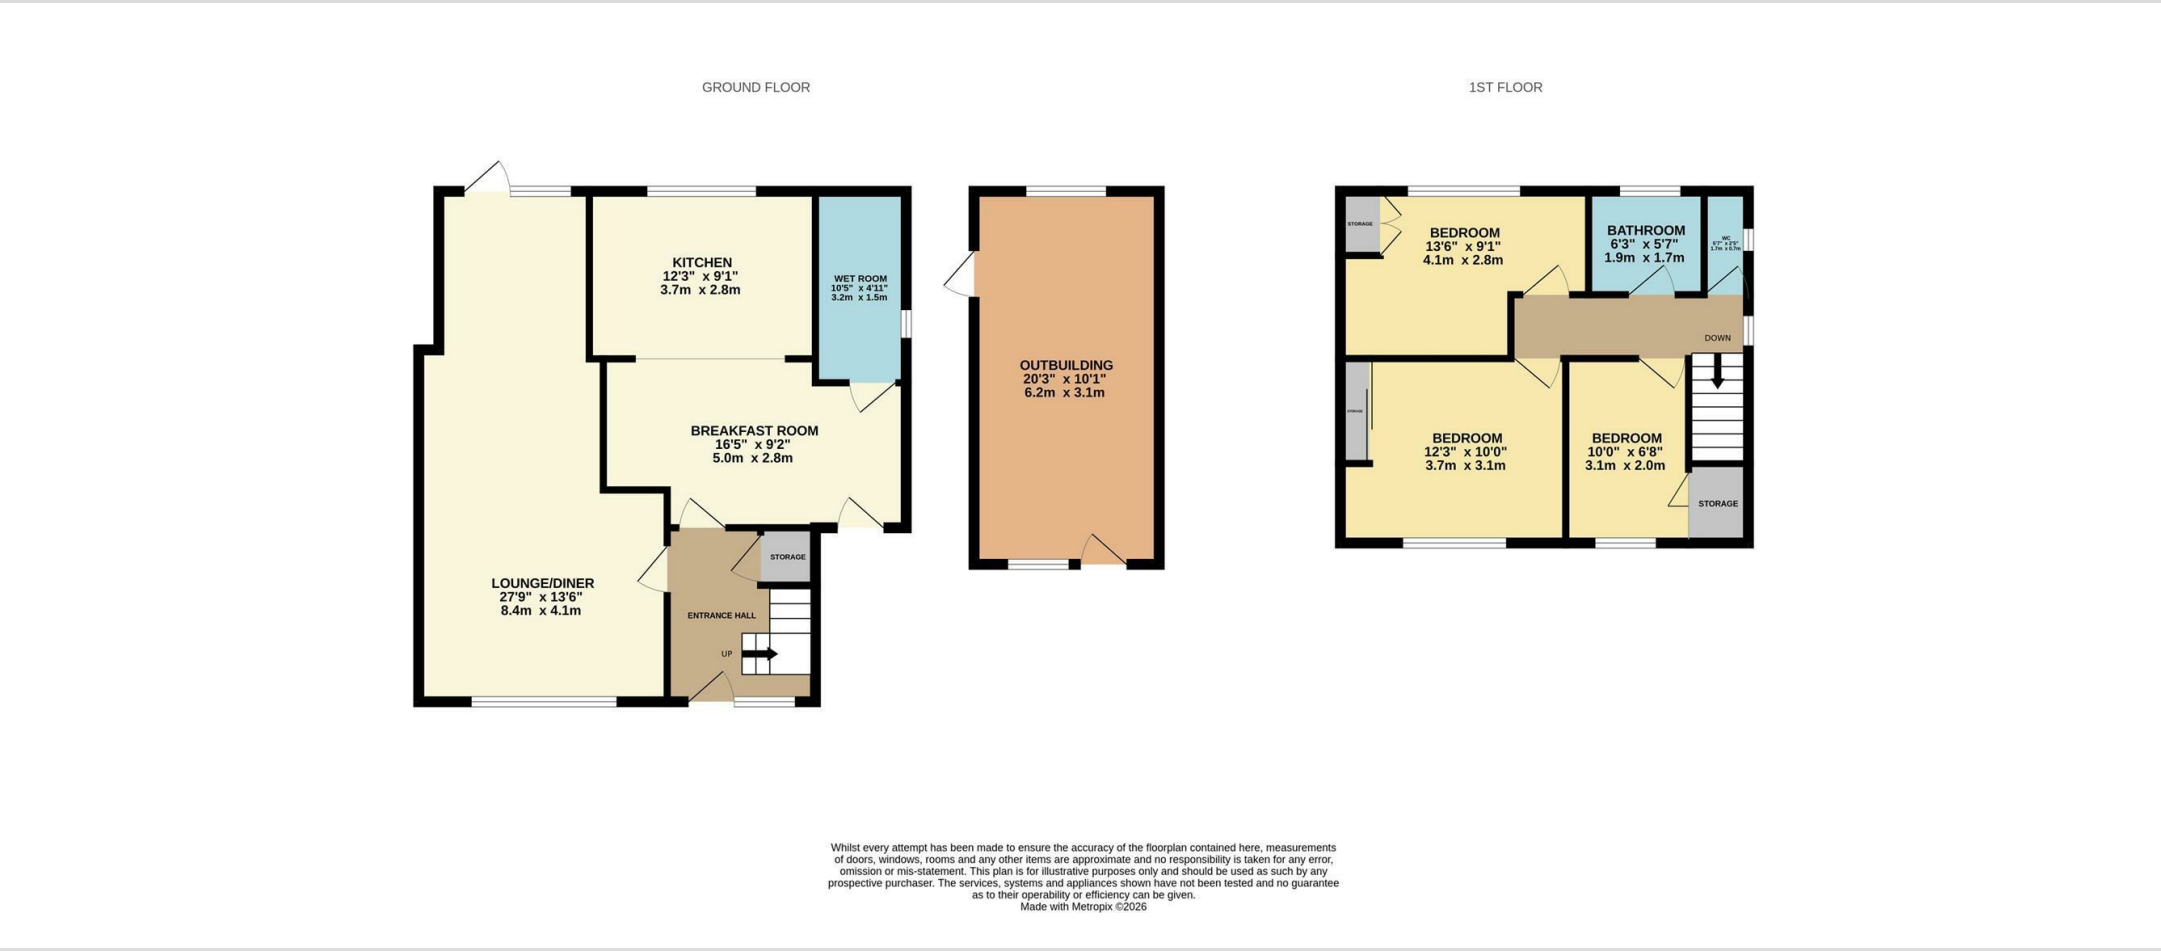 GROUND FLOOR
1ST FLOOR
KITCHEN
12'3" x 9'1"
3.7m x 2.8m
WET ROOM
10'5" x 4'11"
3.2m x 1.5m
BREAKFAST ROOM
16'5" x 9'2"
5.0m x 2.8m
LOUNGE/DINER
27'9" x 13'6"
8.4m x 4.1m
STORAGE
ENTRANCE HALL
UP
OUTBUILDING
20'3" x 10'1"
6.2m x 3.1m
STORAGE
BEDROOM
13'6" x 9'1"
4.1m x 2.8m
BATHROOM
6'3" x 5'7"
1.9m x 1.7m
WC
1.7m x 0.7m
DOWN
STORAGE
BEDROOM
12'3" x 10'0"
3.7m x 3.1m
BEDROOM
10'0" x 6'8"
3.1m x 2.0m
STORAGE
Whilst every attempt has been made to ensure the accuracy of the floorplan contained here, measurements
of doors, windows, rooms and any other items are approximate and no responsibility is taken for any error,
omission or mis-statement. This plan is for illustrative purposes only and should be used as such by any
prospective purchaser. The services, systems and appliances shown have not been tested and no guarantee
as to their operability or efficiency can be given.
Made with Metropix ©2026